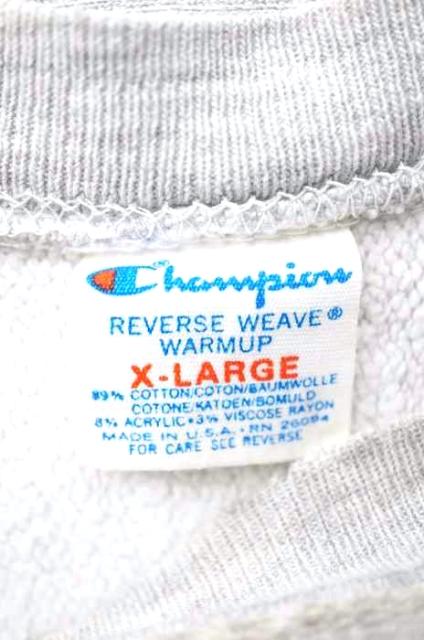 Champion
REVERSE WEAVE®
WARMUP
X-LARGE
89% COTTON/COTON/BAUMWOLLE
COTONE/KATOEN/BOMULD
8% ACRYLIC•3% VISCOSE RAYON
MADE IN U.S.A.•RN 26094
FOR CARE SEE REVERSE